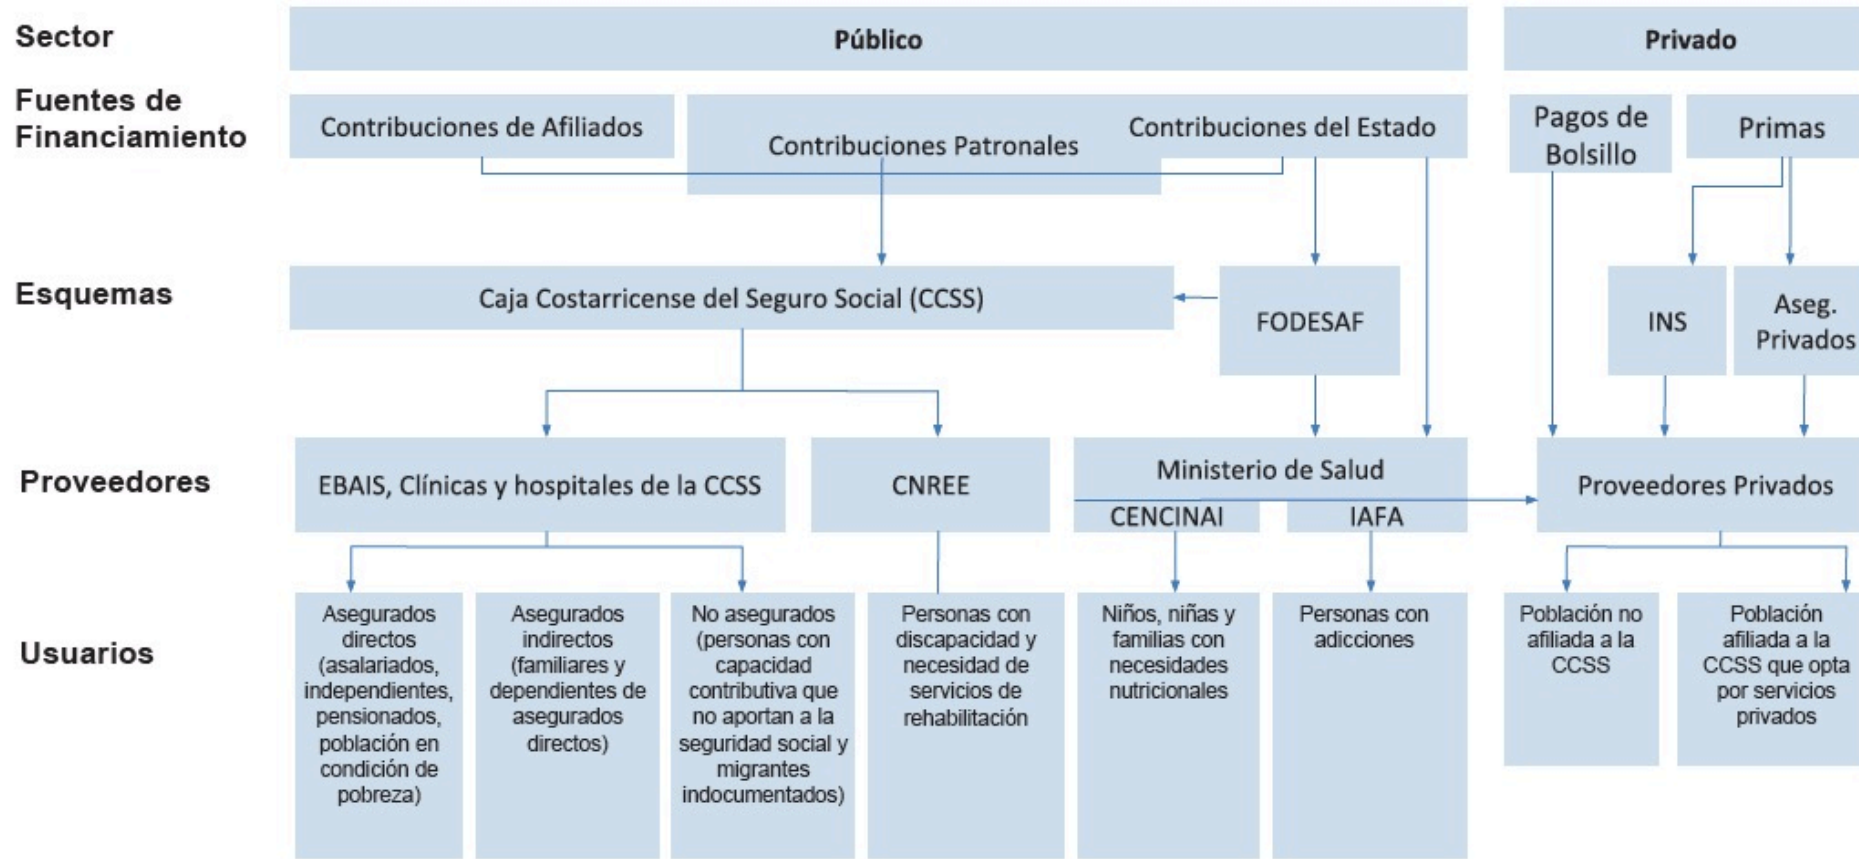 Sector
Público
Privado
Fuentes de
Financiamiento
Contribuciones de Afiliados
Contribuciones Patronales
Contribuciones del Estado
Pagos de
Bolsillo
Primas
Esquemas
Caja Costarricense del Seguro Social (CCSS)
FODESAF
INS
Aseg.
Privados
Proveedores
EBAIS, Clínicas y hospitales de la CCSS
CNREE
Ministerio de Salud
CENCINAI
IAFA
Proveedores Privados
Usuarios
Asegurados
directos
(asalariados,
independientes,
pensionados,
población en
condición de
pobreza)
Asegurados
indirectos
(familiares y
dependientes de
asegurados
directos)
No asegurados
(personas con
capacidad
contributiva que
no aportan a la
seguridad social y
migrantes
indocumentados)
Personas con
discapacidad y
necesidad de
servicios de
rehabilitación
Niños, niñas y
familias con
necesidades
nutricionales
Personas con
adicciones
Población no
afiliada a la
CCSS
Población
afiliada a la
CCSS que opta
por servicios
privados